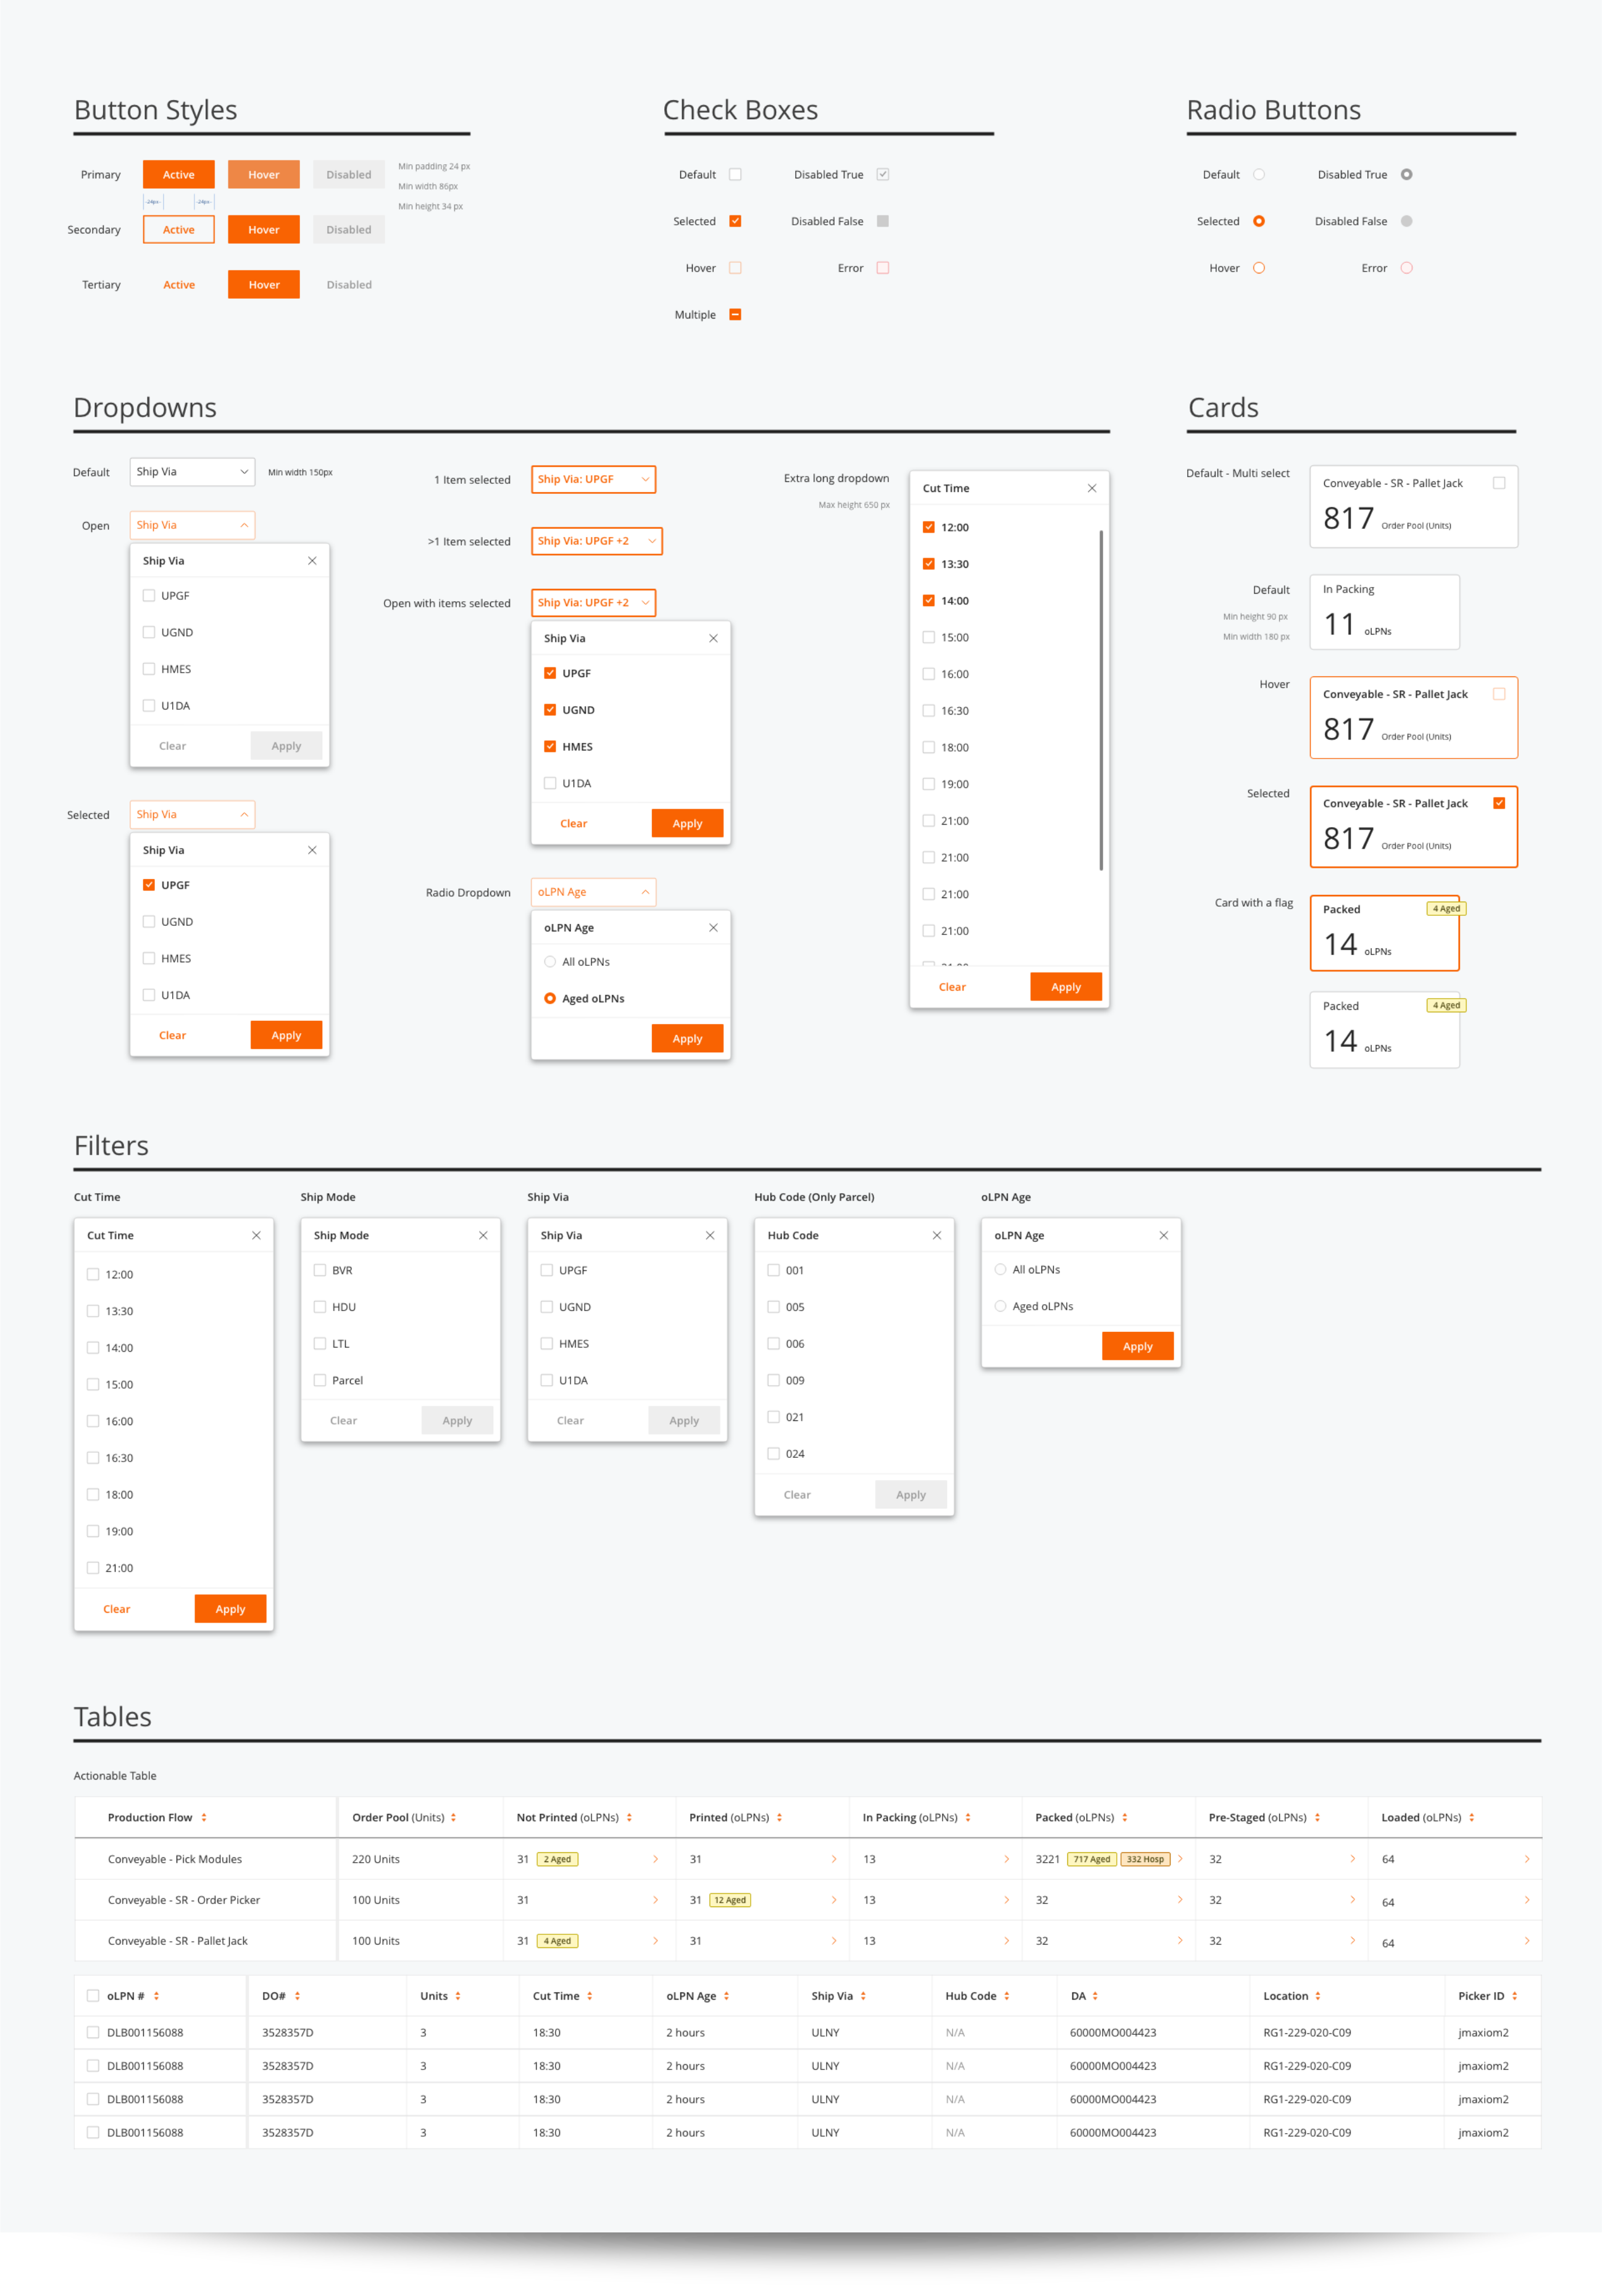 Button Styles
Primary Active Hover Disabled
Min padding 24 px
Min width 86px
Min height 34 px
-24px- -24px-
Secondary Active Hover Disabled
Tertiary Active Hover Disabled
Check Boxes
Default Disabled True
Selected Disabled False
Hover Error
Multiple
Radio Buttons
Default Disabled True
Selected Disabled False
Hover Error
Dropdowns
Default Ship Via Min width 150px
Open Ship Via
Ship Via
UPGF
UGND
HMES
U1DA
Clear Apply
Selected Ship Via
Ship Via
UPGF
UGND
HMES
U1DA
Clear Apply
1 Item selected Ship Via: UPGF
>1 Item selected Ship Via: UPGF +2
Open with items selected Ship Via: UPGF +2
Ship Via
UPGF
UGND
HMES
U1DA
Clear Apply
Radio Dropdown oLPN Age
oLPN Age
All oLPNs
Aged oLPNs
Apply
Extra long dropdown
Max height 650 px
Cut Time
12:00
13:30
14:00
15:00
16:00
16:30
18:00
19:00
21:00
21:00
21:00
21:00
Clear Apply
Cards
Default - Multi select
Conveyable - SR - Pallet Jack
817 Order Pool (Units)
Default
Min height 90 px
Min width 180 px
In Packing
11 oLPNs
Hover
Conveyable - SR - Pallet Jack
817 Order Pool (Units)
Selected
Conveyable - SR - Pallet Jack
817 Order Pool (Units)
Card with a flag
Packed 4 Aged
14 oLPNs
Packed 4 Aged
14 oLPNs
Filters
Cut Time
Cut Time
12:00
13:30
14:00
15:00
16:00
16:30
18:00
19:00
21:00
Clear Apply
Ship Mode
Ship Mode
BVR
HDU
LTL
Parcel
Clear Apply
Ship Via
Ship Via
UPGF
UGND
HMES
U1DA
Clear Apply
Hub Code (Only Parcel)
Hub Code
001
005
006
009
021
024
Clear Apply
oLPN Age
oLPN Age
All oLPNs
Aged oLPNs
Apply
Tables
Actionable Table
Production Flow Order Pool (Units) Not Printed (oLPNs) Printed (oLPNs) In Packing (oLPNs) Packed (oLPNs) Pre-Staged (oLPNs) Loaded (oLPNs)
Conveyable - Pick Modules 220 Units 31 2 Aged 31 13 3221 717 Aged 332 Hosp 32 64
Conveyable - SR - Order Picker 100 Units 31 31 12 Aged 13 32 32 64
Conveyable - SR - Pallet Jack 100 Units 31 4 Aged 31 13 32 32 64
oLPN # DO# Units Cut Time oLPN Age Ship Via Hub Code DA Location Picker ID
DLB001156088 3528357D 3 18:30 2 hours ULNY N/A 60000MO004423 RG1-229-020-C09 jmaxiom2
DLB001156088 3528357D 3 18:30 2 hours ULNY N/A 60000MO004423 RG1-229-020-C09 jmaxiom2
DLB001156088 3528357D 3 18:30 2 hours ULNY N/A 60000MO004423 RG1-229-020-C09 jmaxiom2
DLB001156088 3528357D 3 18:30 2 hours ULNY N/A 60000MO004423 RG1-229-020-C09 jmaxiom2